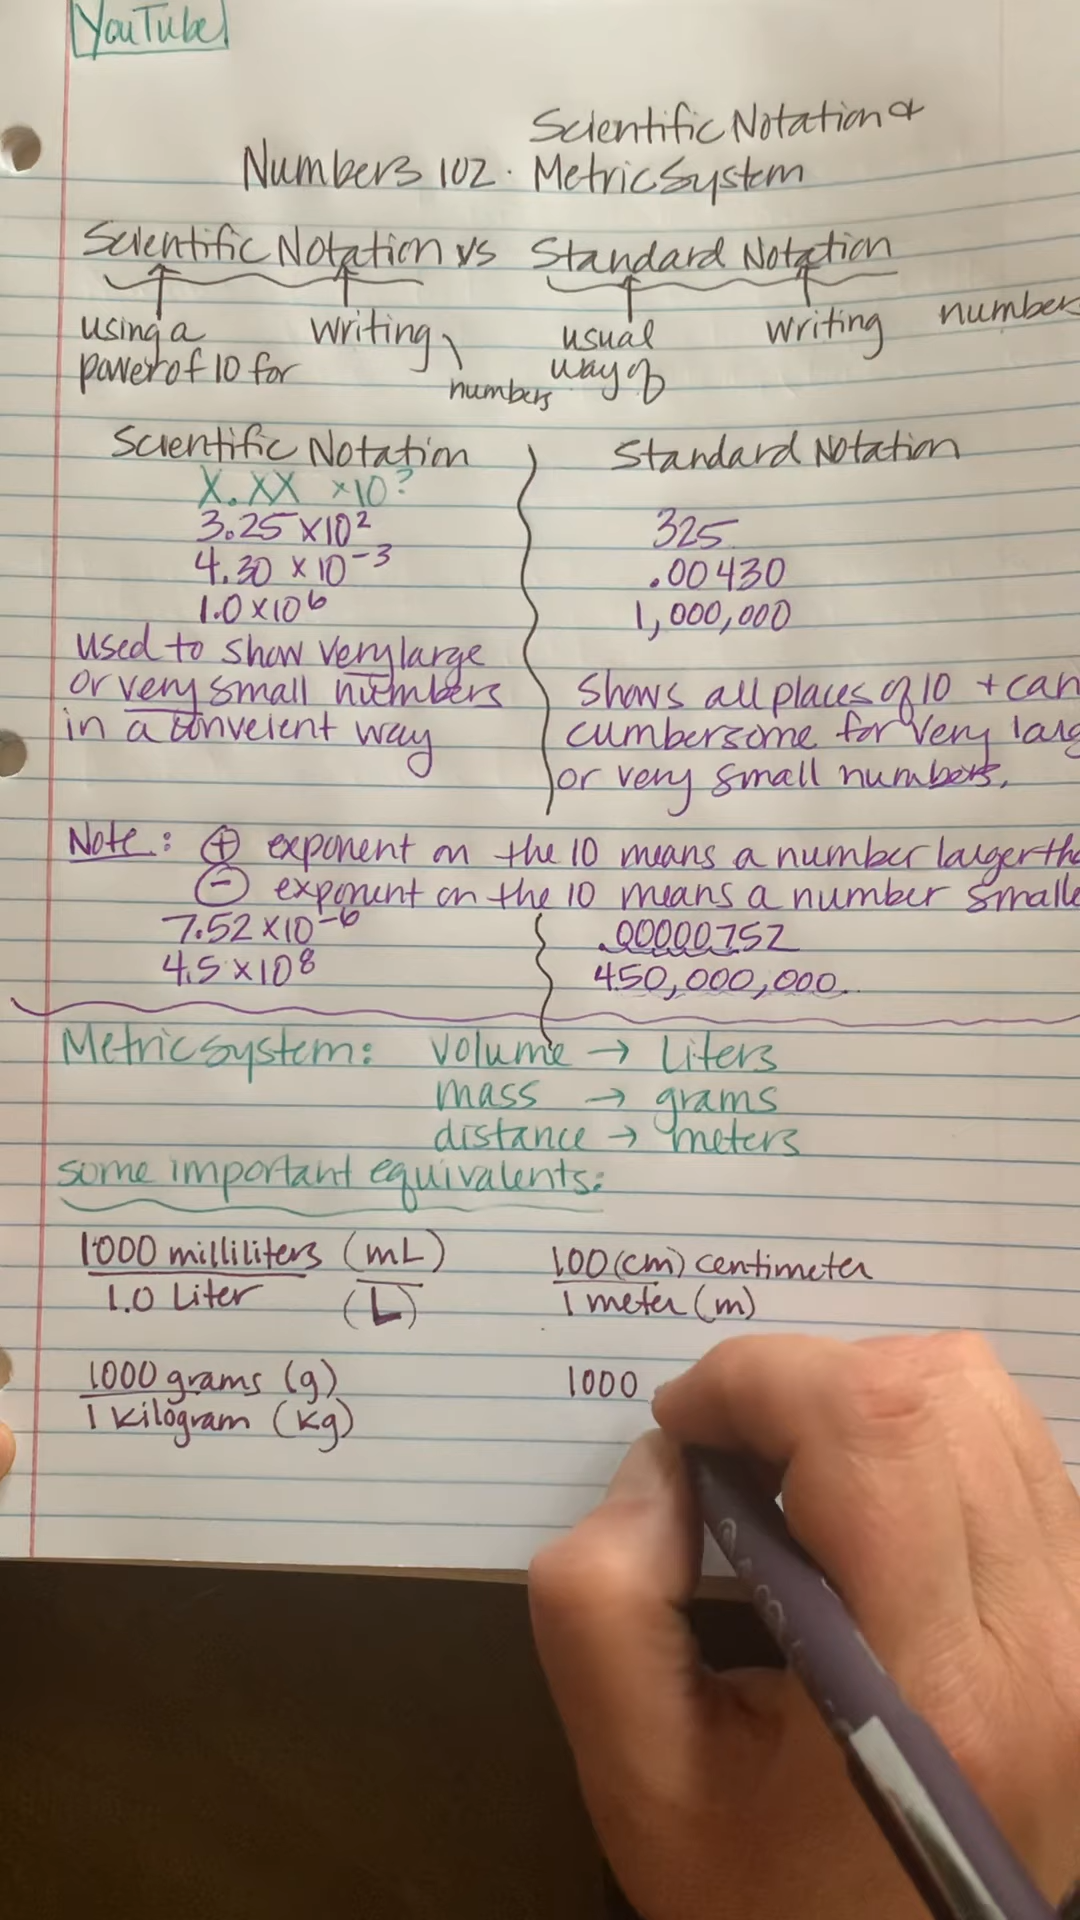 YouTube
Scientific Notation &
Numbers 102. Metric System
Scientific Notation vs Standard Notation
using a writing usual writing numbers
power of 10 for numbers way of
Scientific Notation Standard Notation
X.XX ×10?
3.25 ×10² 325
4.30 ×10⁻³ .00430
1.0 ×10⁶ 1,000,000
used to show very large
or very small numbers
in a convelent way
Shows all places of 10 + can
cumbersome for very larg
or very small numbers.
Note: ⊕ exponent on the 10 means a number larger tha
⊖ exponent on the 10 means a number smalle
7.52 ×10⁻⁶ .00000752
4.5 ×10⁸ 450,000,000.
Metric system: volume → Liters
mass → grams
distance → meters
some important equivalents:
1000 milliliters (mL) 100 (cm) centimeter
1.0 Liter (L) 1 meter (m)
1000 grams (g) 1000
1 kilogram (kg)